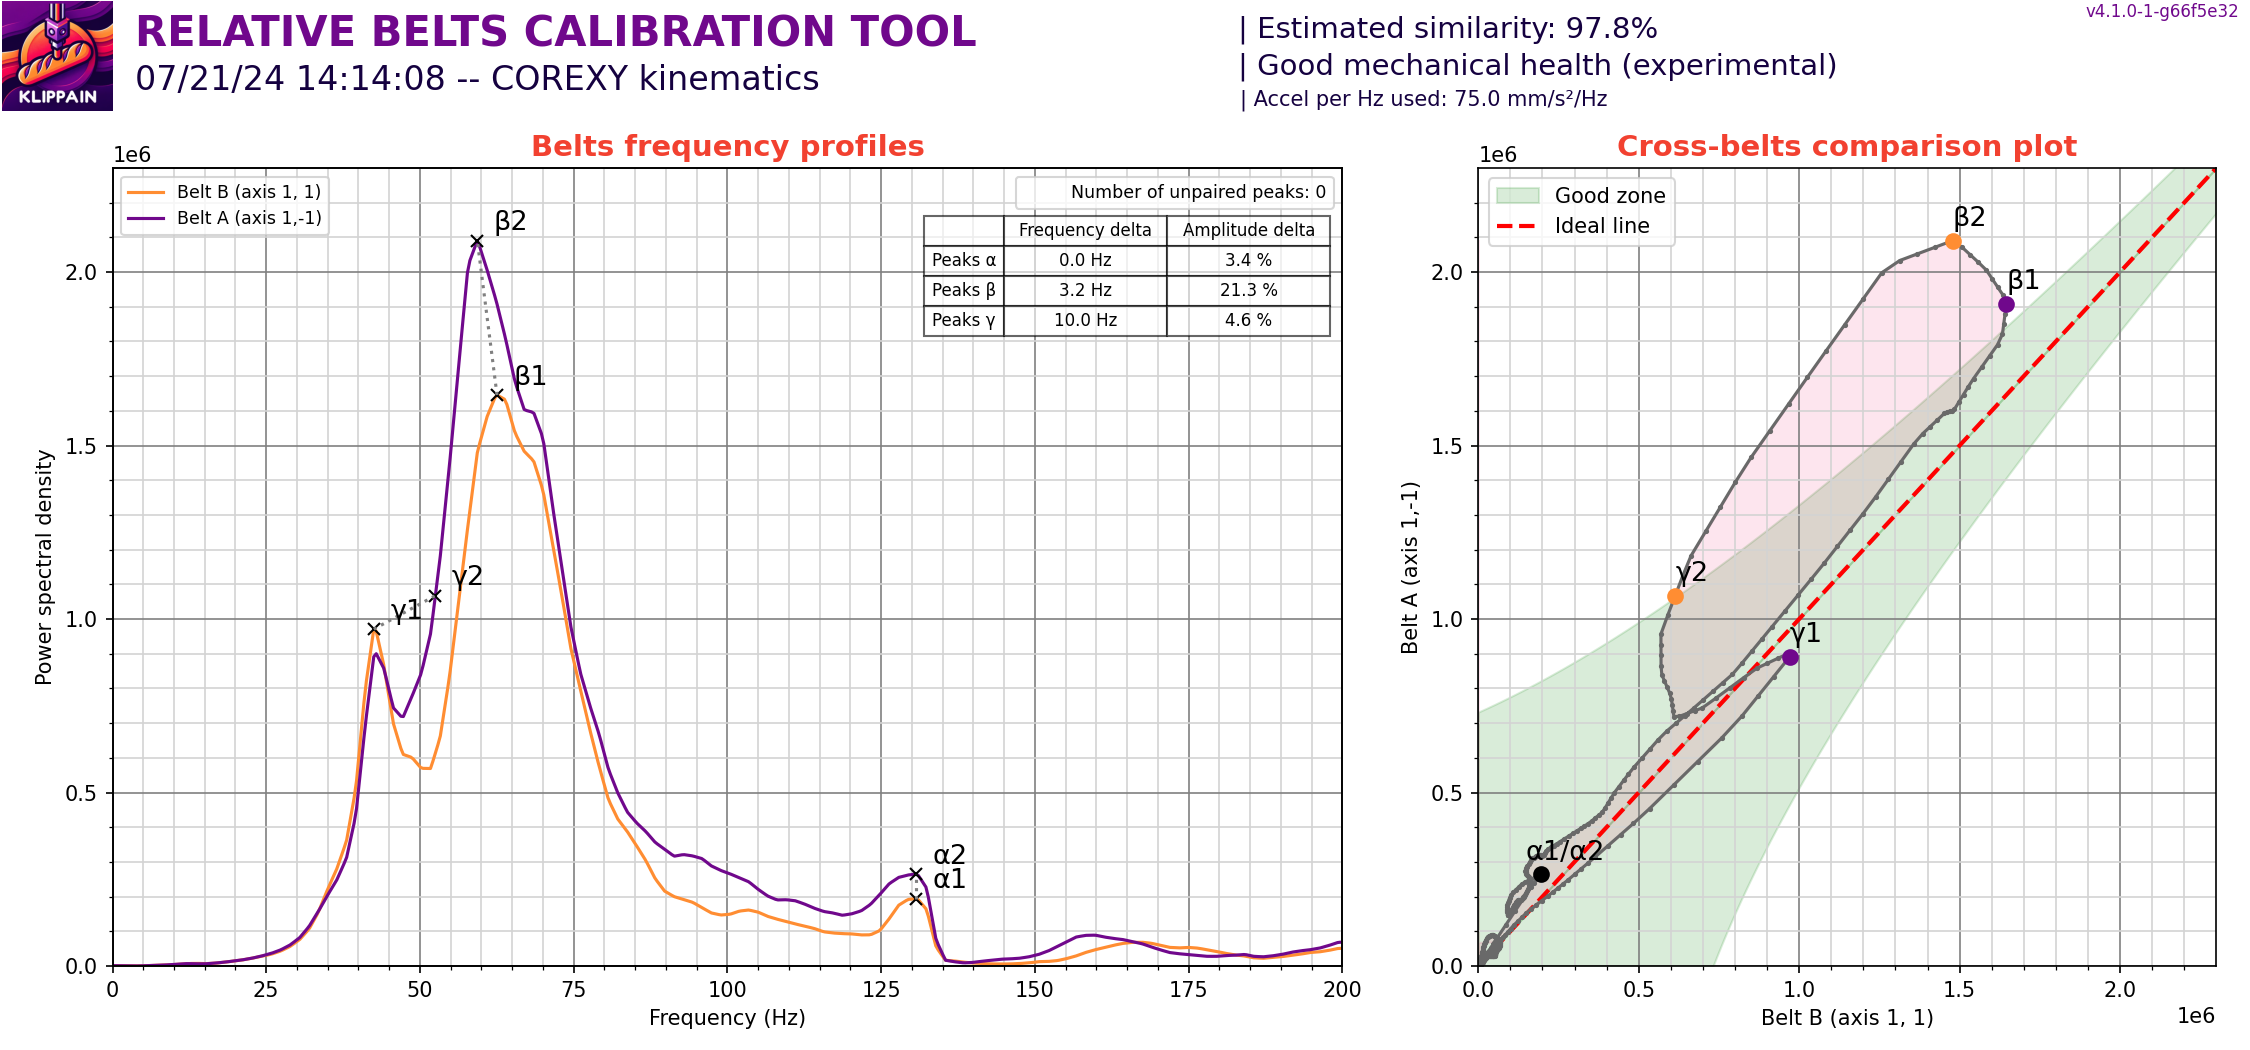 KLIPPAIN
RELATIVE BELTS CALIBRATION TOOL
07/21/24 14:14:08 -- COREXY kinematics
| Estimated similarity: 97.8%
| Good mechanical health (experimental)
| Accel per Hz used: 75.0 mm/s²/Hz
v4.1.0-1-g66f5e32
Belts frequency profiles
1e6
Belt B (axis 1, 1)
Belt A (axis 1,-1)
Number of unpaired peaks: 0
Frequency delta Amplitude delta
Peaks α 0.0 Hz 3.4 %
Peaks β 3.2 Hz 21.3 %
Peaks γ 10.0 Hz 4.6 %
β2
β1
γ2
γ1
α2
α1
2.0
1.5
1.0
0.5
0.0
Power spectral density
0 25 50 75 100 125 150 175 200
Frequency (Hz)
Cross-belts comparison plot
1e6
Good zone
Ideal line
β2
β1
γ2
γ1
α1/α2
2.0
1.5
1.0
0.5
0.0
Belt A (axis 1,-1)
0.0 0.5 1.0 1.5 2.0
Belt B (axis 1, 1)
1e6